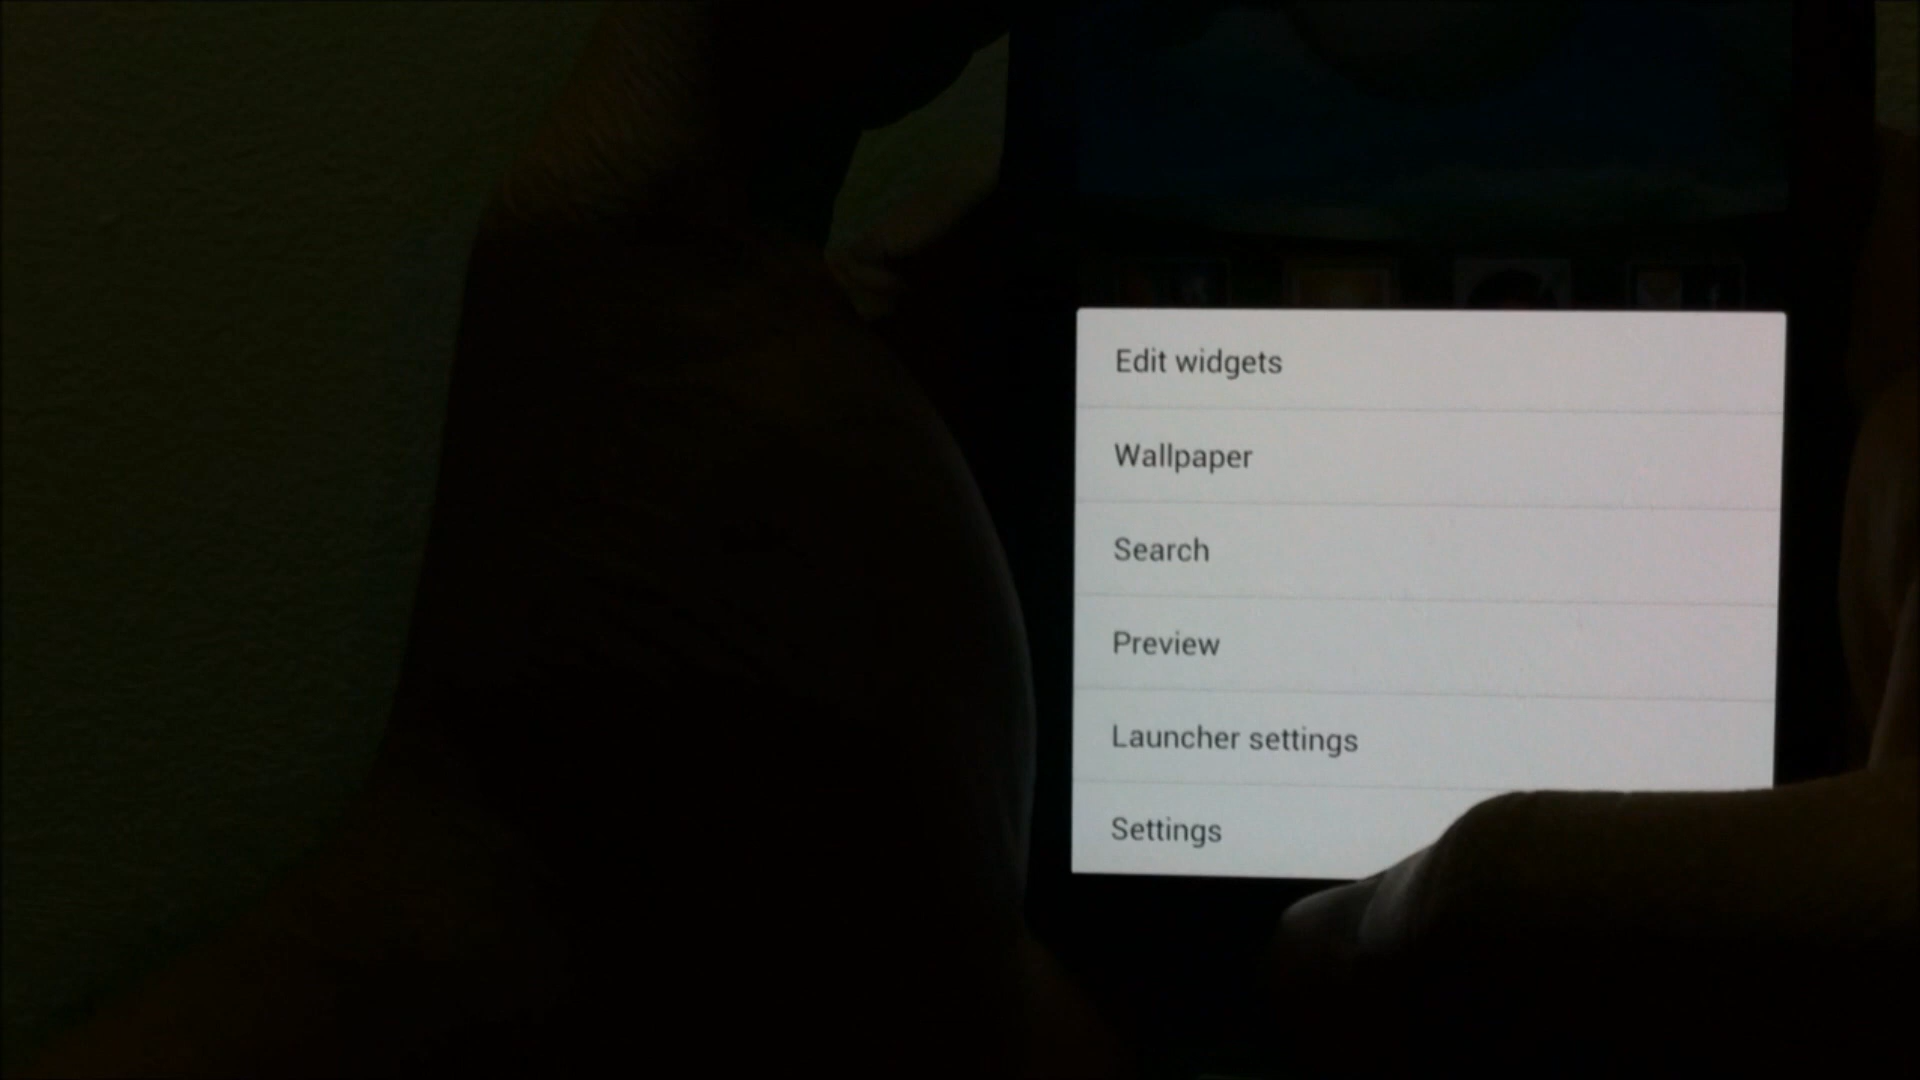 Edit widgets
Wallpaper
Search
Preview
Launcher settings
Settings